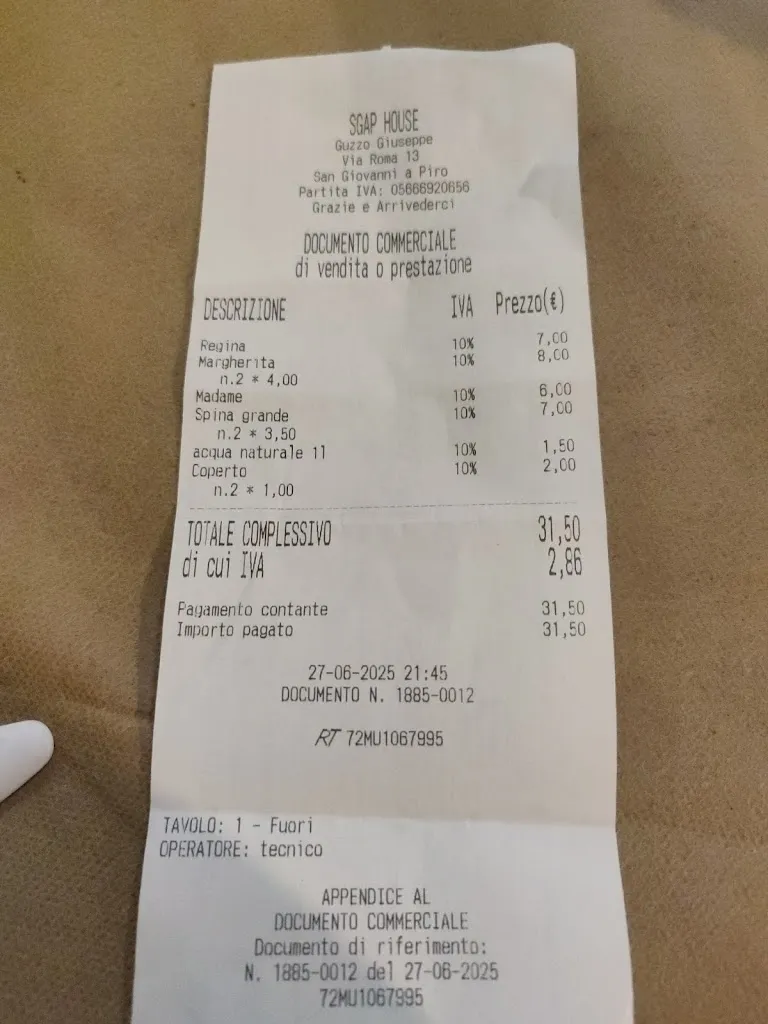 SGAP HOUSE
Guzzo Giuseppe
Via Roma 13
San Giovanni a Piro
Partita IVA: 05666920656
Grazie e Arrivederci
DOCUMENTO COMMERCIALE
di vendita o prestazione
DESCRIZIONE IVA Prezzo(€)
Regina 10% 7,00
Margherita 10% 8,00
n.2 * 4,00
Madame 10% 6,00
Spina grande 10% 7,00
n.2 * 3,50
acqua naturale 1l 10% 1,50
Coperto 10% 2,00
n.2 * 1,00
TOTALE COMPLESSIVO 31,50
di cui IVA 2,86
Pagamento contante 31,50
Importo pagato 31,50
27-06-2025 21:45
DOCUMENTO N. 1885-0012
RT 72MU1067995
TAVOLO: 1 - Fuori
OPERATORE: tecnico
APPENDICE AL
DOCUMENTO COMMERCIALE
Documento di riferimento:
N. 1885-0012 del 27-06-2025
72MU1067995